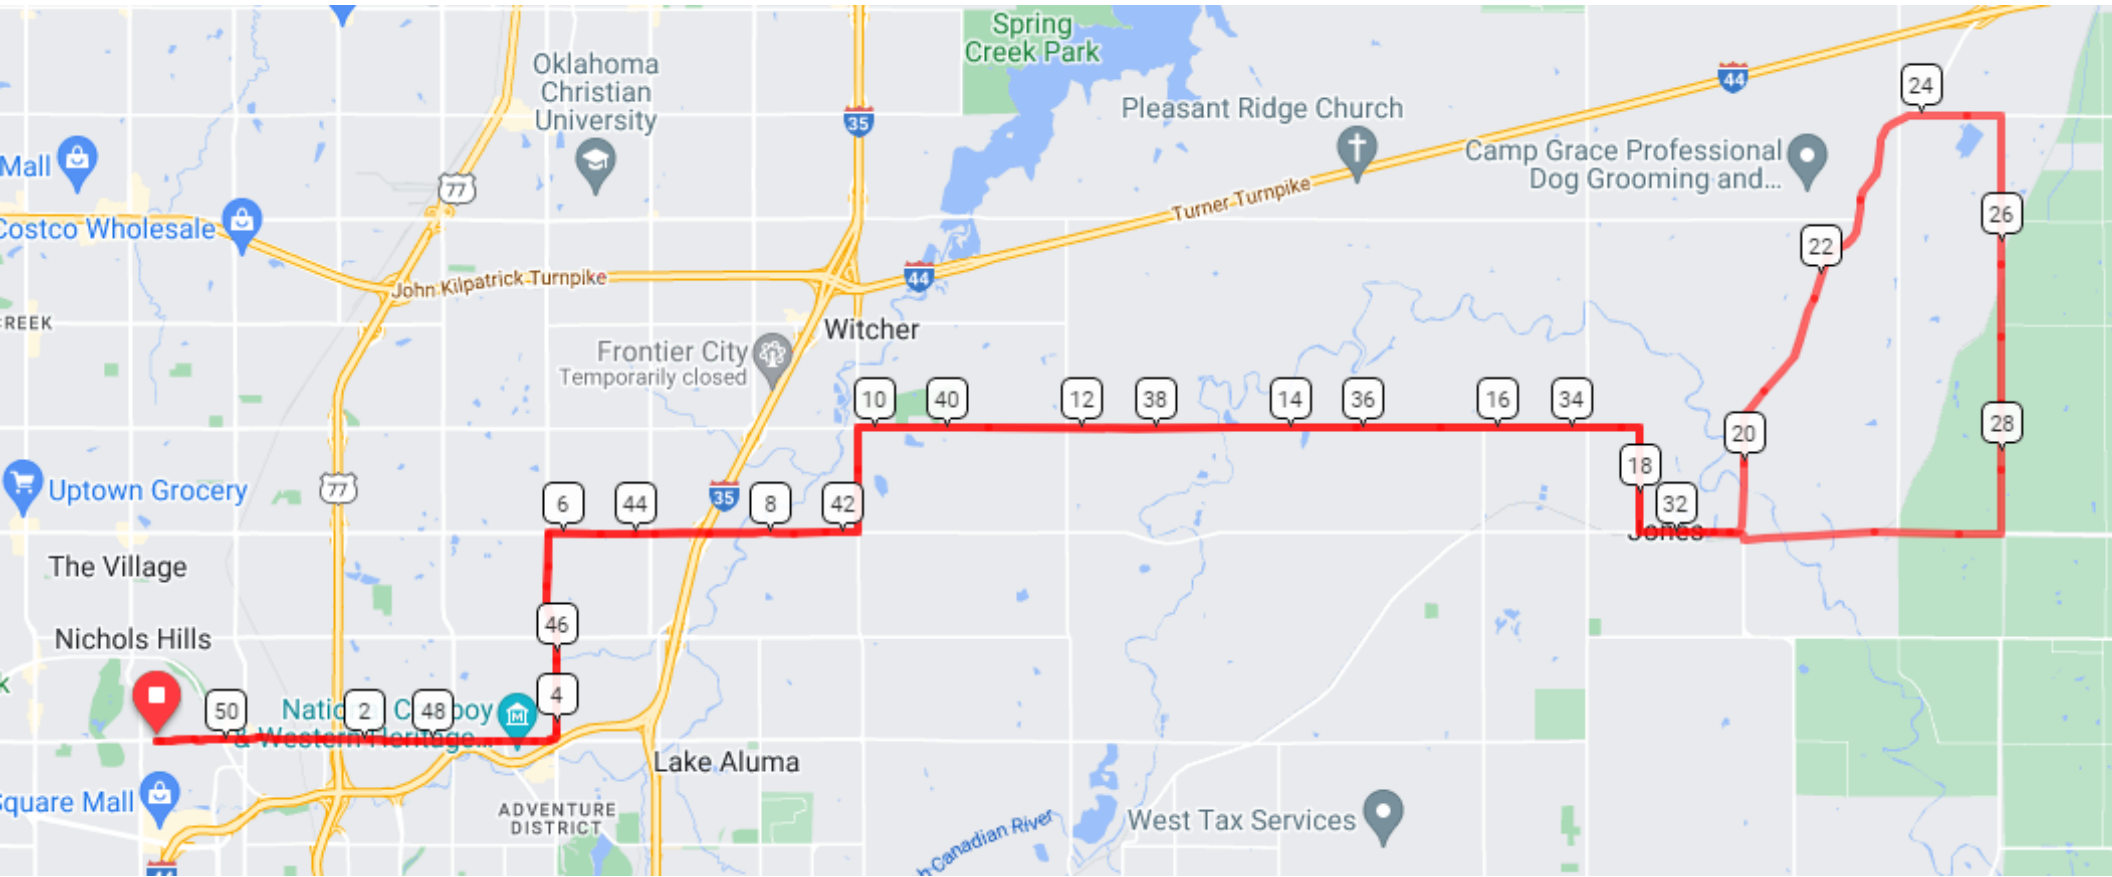 Spring
Creek Park
44
24
Oklahoma
Christian
University
35
Pleasant Ridge Church
Camp Grace Professional
Dog Grooming and...
Mall
77
Turner Turnpike
26
Costco Wholesale
22
John Kilpatrick Turnpike
44
CREEK
Witcher
Frontier City
Temporarily closed
10
40
12
38
14
36
16
34
20
28
18
Uptown Grocery
77
35
6
44
8
42
32
Jones
The Village
Nichols Hills
46
4
50
2
48
Lake Aluma
Square Mall
ADVENTURE
DISTRICT
Canadian River
West Tax Services
44